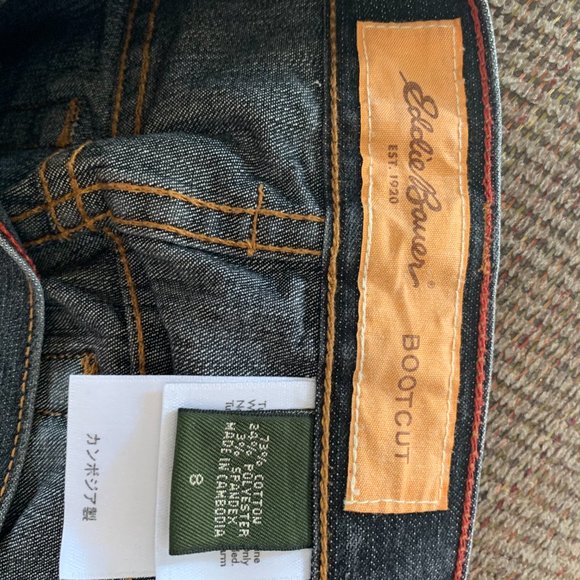 Eddie Bauer®
EST. 1920
BOOTCUT
73% COTTON
24% POLYESTER
3% SPANDEX
MADE IN CAMBODIA
8
カンボジア製